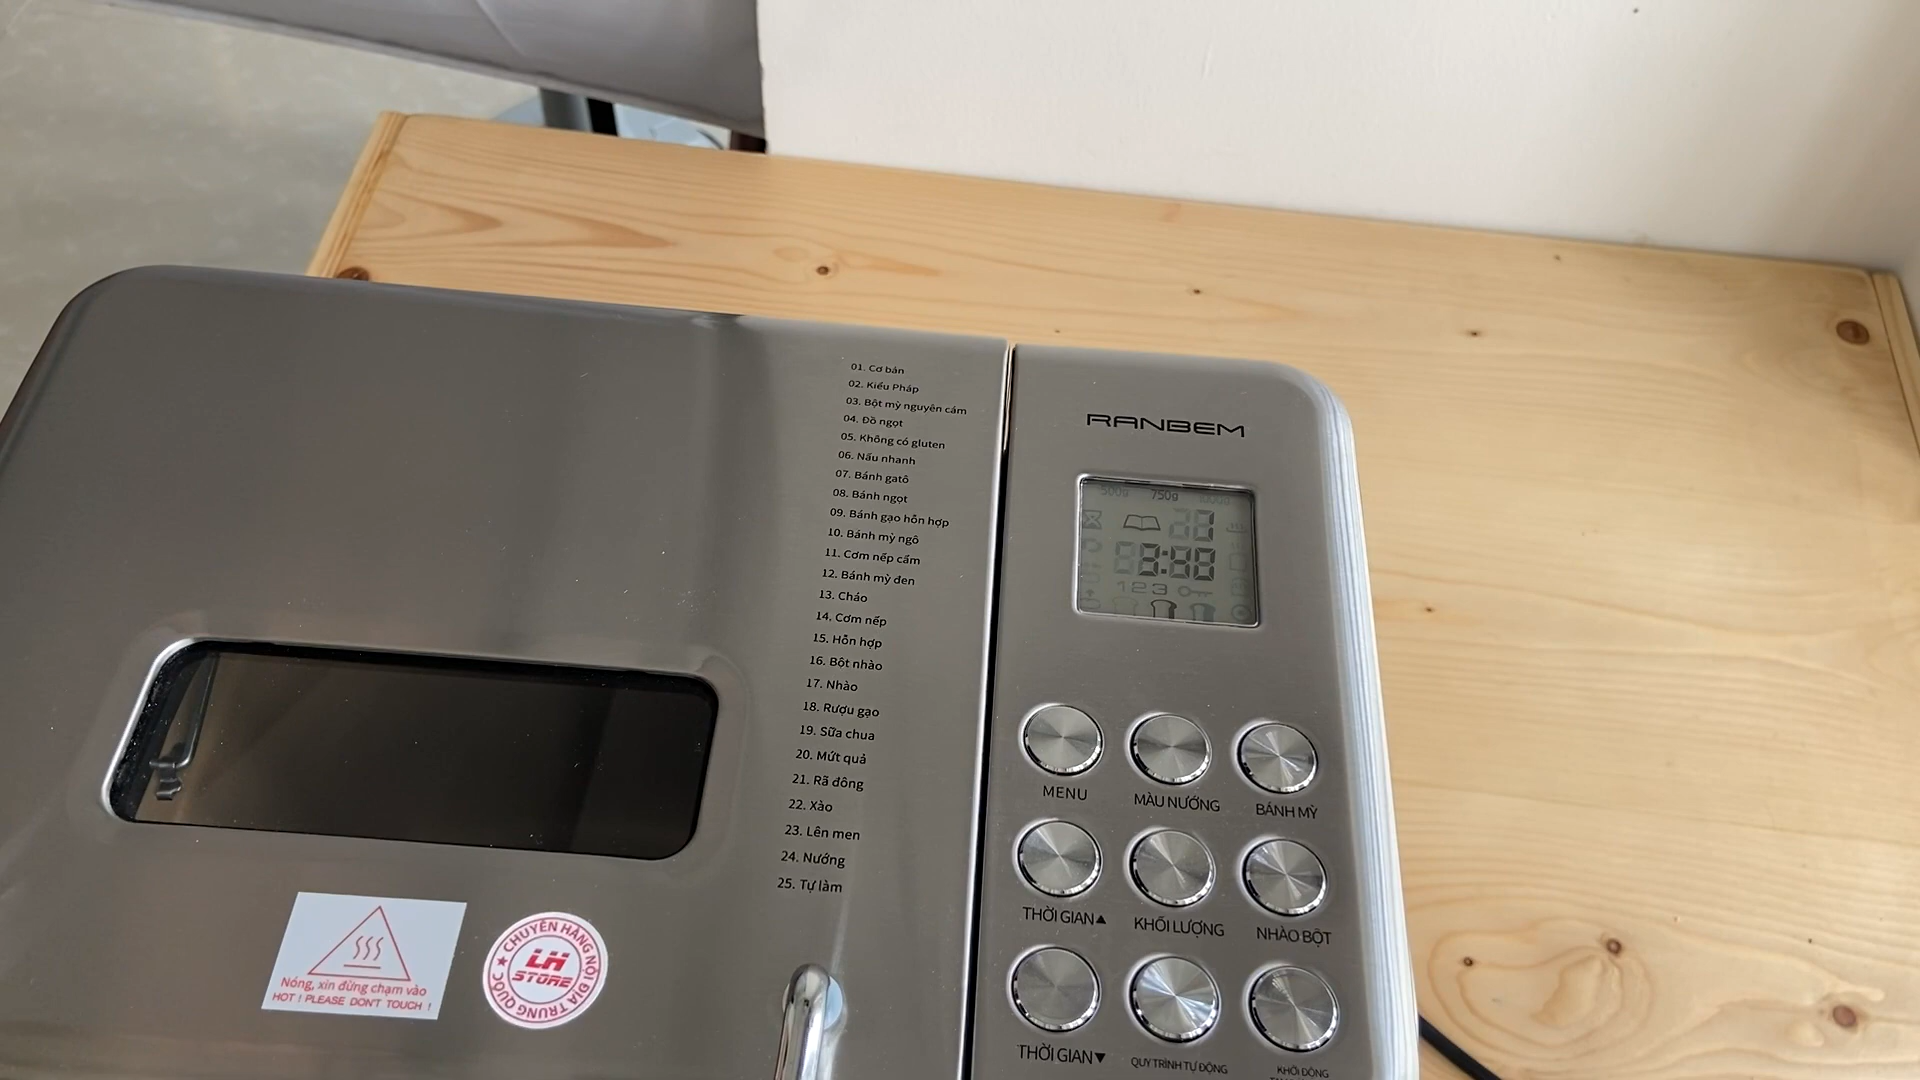 01. Cơ bản
02. Kiểu Pháp
03. Bột mỳ nguyên cám
04. Đồ ngọt
05. Không có gluten
06. Nấu nhanh
07. Bánh gatô
08. Bánh ngọt
09. Bánh gạo hỗn hợp
10. Bánh mỳ ngô
11. Cơm nếp cẩm
12. Bánh mỳ đen
13. Cháo
14. Cơm nếp
15. Hỗn hợp
16. Bột nhào
17. Nhào
18. Rượu gạo
19. Sữa chua
20. Mứt quả
21. Rã đông
22. Xào
23. Lên men
24. Nướng
25. Tự làm
RANBEM
500g 750g 1000g
123
MENU
MÀU NƯỚNG
BÁNH MỲ
THỜI GIAN▲
KHỐI LƯỢNG
NHÀO BỘT
THỜI GIAN▼
QUY TRÌNH TỰ ĐỘNG
KHỞI ĐỘNG
Nóng, xin đừng chạm vào
HOT ! PLEASE DON'T TOUCH !
CHUYÊN HÀNG NỘI ĐỊA TRUNG QUỐC
LH
STORE